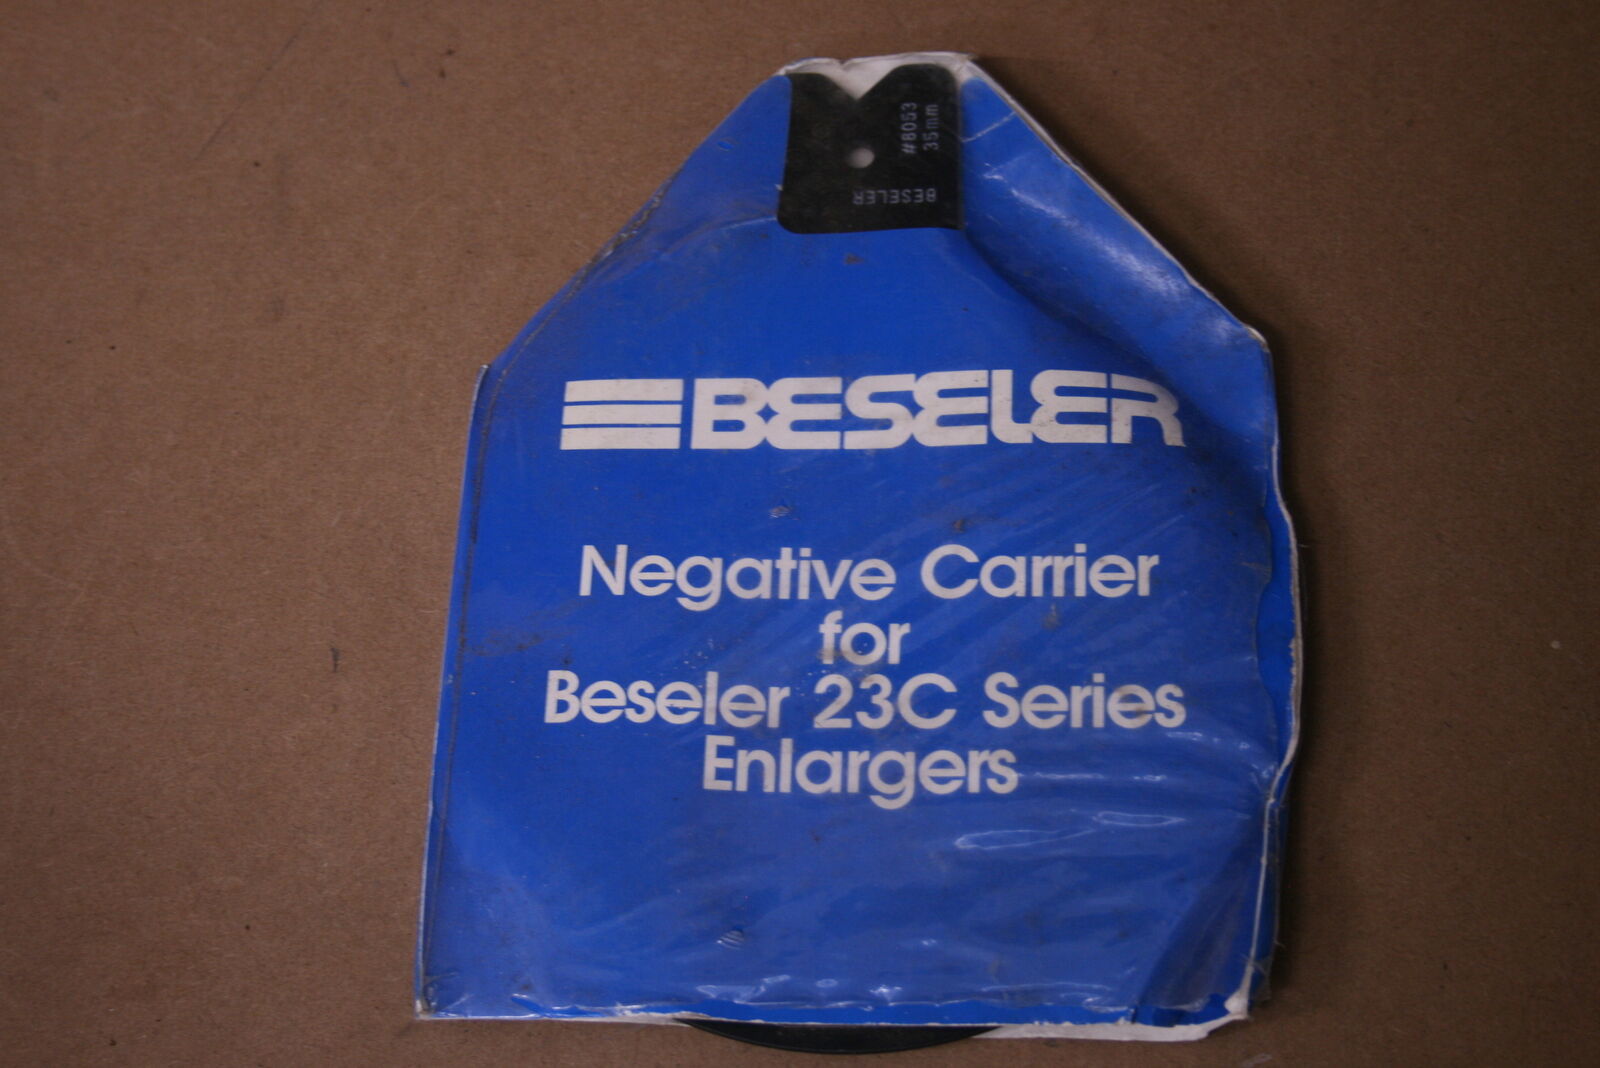 #8053
35mm
BESELER
BESELER
Negative Carrier
for
Beseler 23C Series
Enlargers